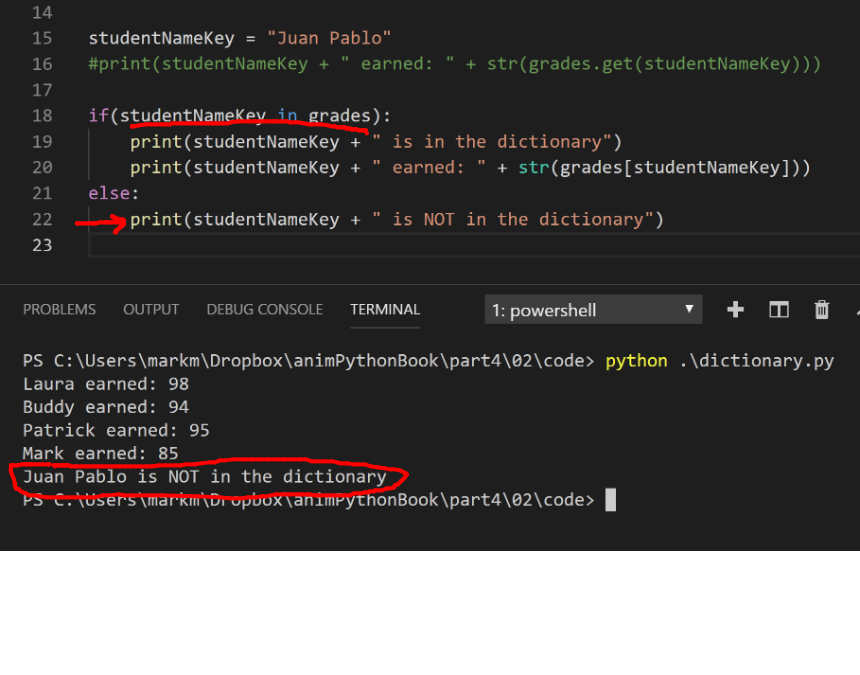 14
15 studentNameKey = "Juan Pablo"
16 #print(studentNameKey + " earned: " + str(grades.get(studentNameKey)))
17
18 if(studentNameKey in grades):
19 print(studentNameKey + " is in the dictionary")
20 print(studentNameKey + " earned: " + str(grades[studentNameKey]))
21 else:
22 print(studentNameKey + " is NOT in the dictionary")
23
PROBLEMS OUTPUT DEBUG CONSOLE TERMINAL 1: powershell
PS C:\Users\markm\Dropbox\animPythonBook\part4\02\code> python .\dictionary.py
Laura earned: 98
Buddy earned: 94
Patrick earned: 95
Mark earned: 85
Juan Pablo is NOT in the dictionary
PS C:\Users\markm\Dropbox\animPythonBook\part4\02\code>